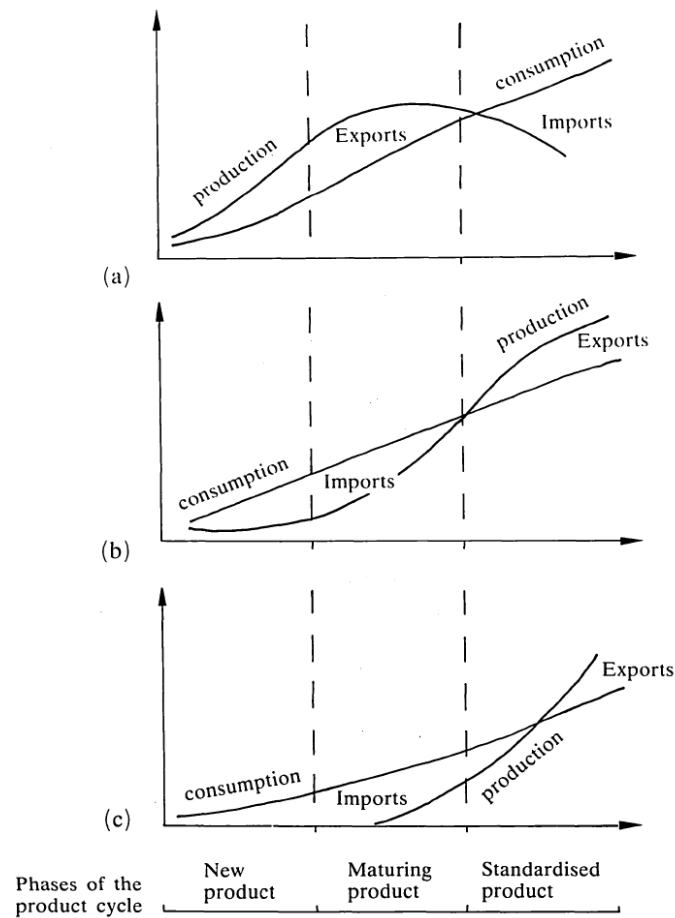 consumption
Exports
Imports
production
(a)
production
Exports
consumption
Imports
(b)
Exports
consumption
Imports
production
(c)
Phases of the
product cycle
New
product
Maturing
product
Standardised
product